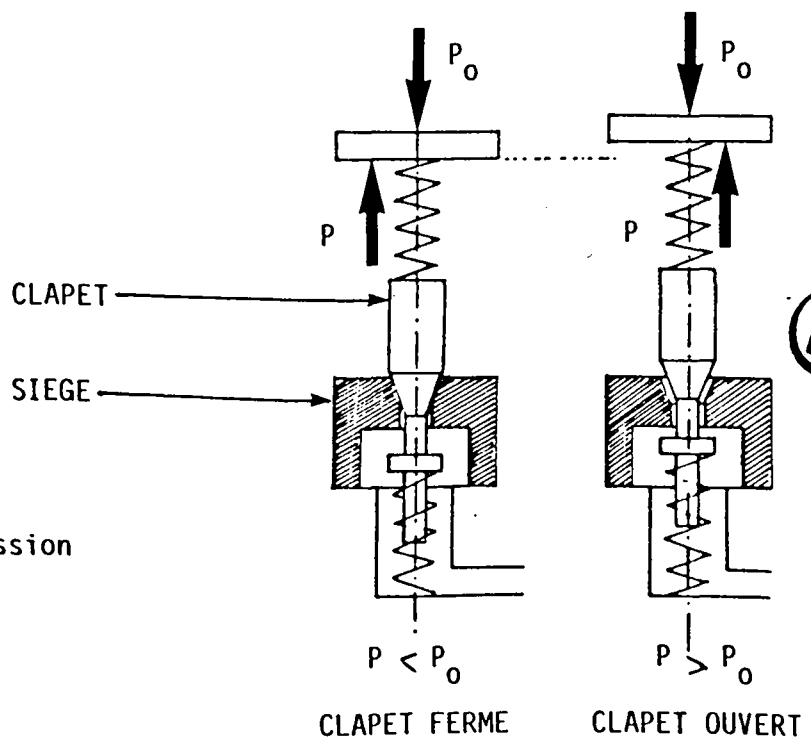 P₀ P₀
P P
CLAPET
SIEGE
ssion
P < P₀ P > P₀
CLAPET FERME CLAPET OUVERT